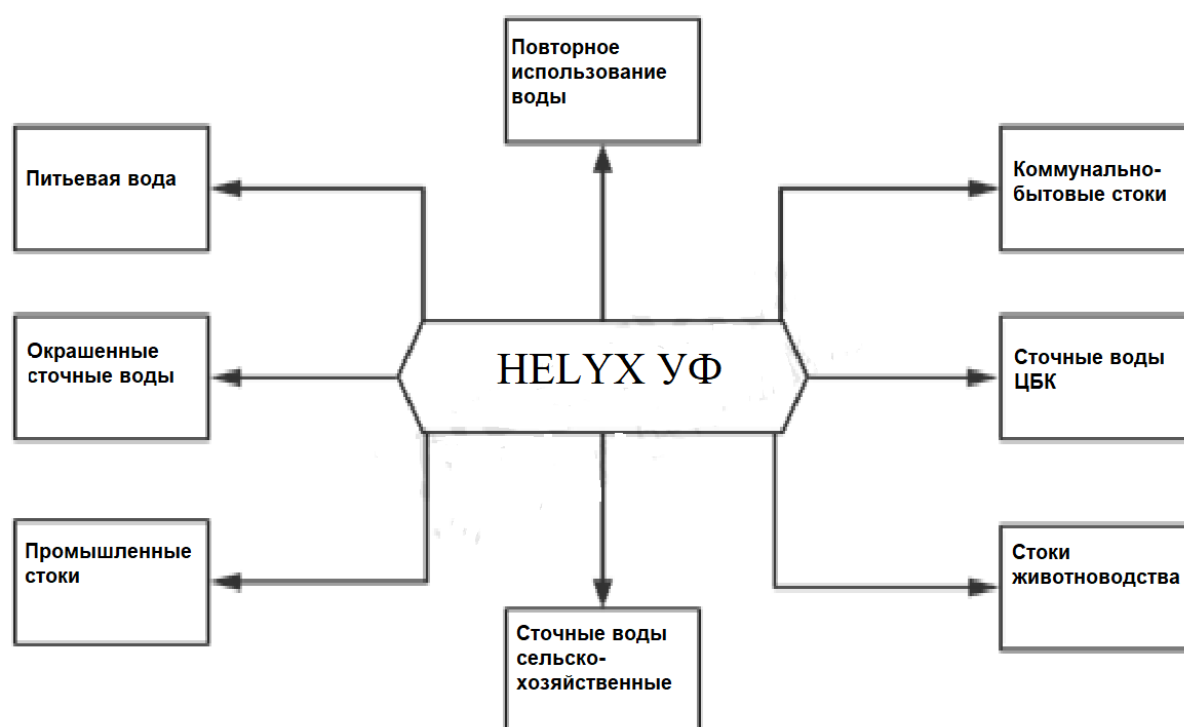 Повторное
использование
воды
Питьевая вода
Коммунально-
бытовые стоки
Окрашенные
сточные воды
HELYX УФ
Сточные воды
ЦБК
Промышленные
стоки
Стоки
животноводства
Сточные воды
сельско-
хозяйственные